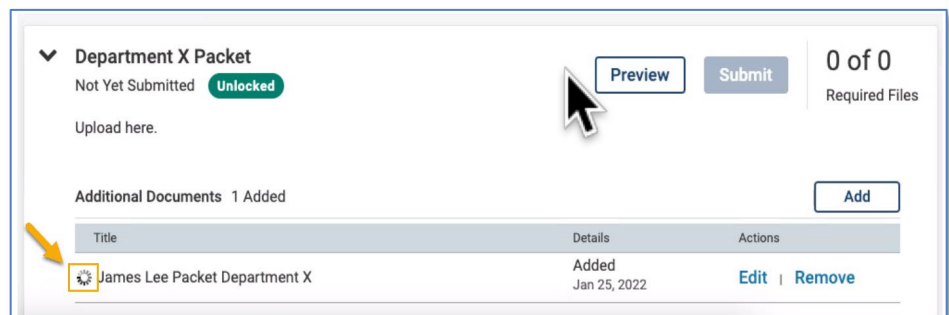 Department X Packet
Not Yet Submitted Unlocked
Preview Submit
0 of 0
Required Files
Upload here.
Additional Documents 1 Added
Add
Title Details Actions
James Lee Packet Department X
Added
Jan 25, 2022
Edit | Remove